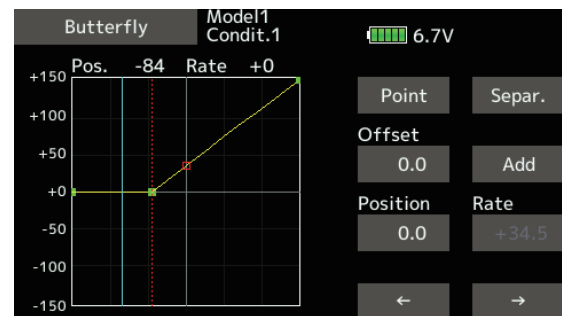 Butterfly
Model1
Condit.1
6.7V
Pos. -84 Rate +0
+150
+100
+50
+0
-50
-100
-150
Point Separ.
Offset
0.0 Add
Position Rate
0.0 +34.5
← →